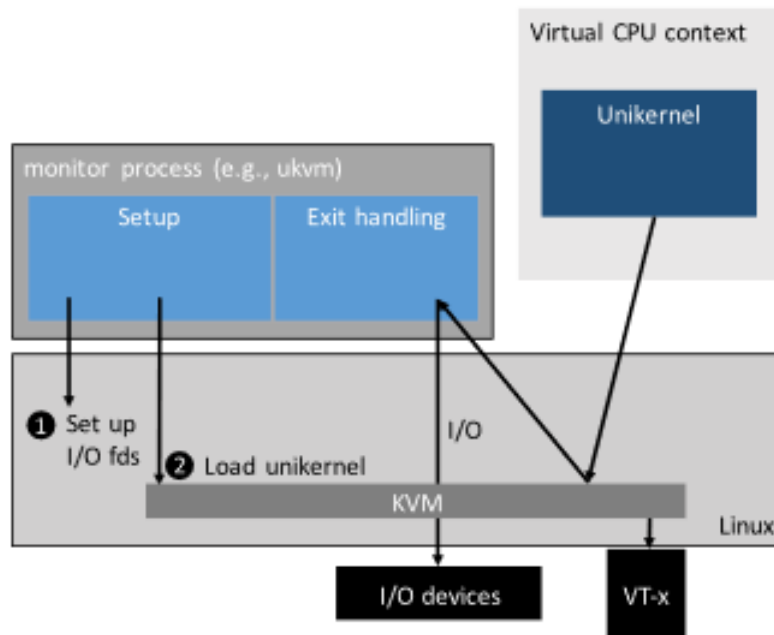 Virtual CPU context
Unikernel
monitor process (e.g., ukvm)
Setup
Exit handling
❶ Set up
I/O fds
I/O
❷ Load unikernel
KVM
Linux
I/O devices
VT-x